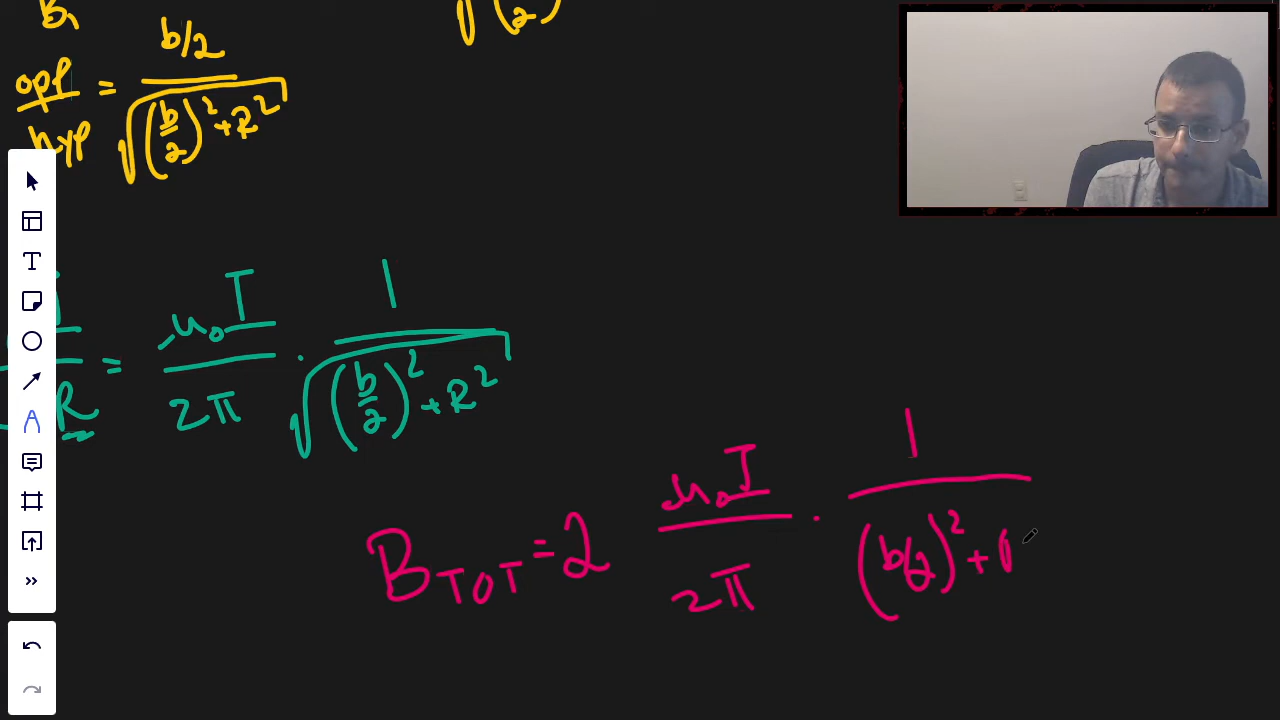 B₁
opp/hyp = (b/2)/√((b/2)² + R²)
R = μ₀I/2π · 1/√((b/2)² + R²)
B_TOT = 2 μ₀I/2π · 1/(b/2)² +
T